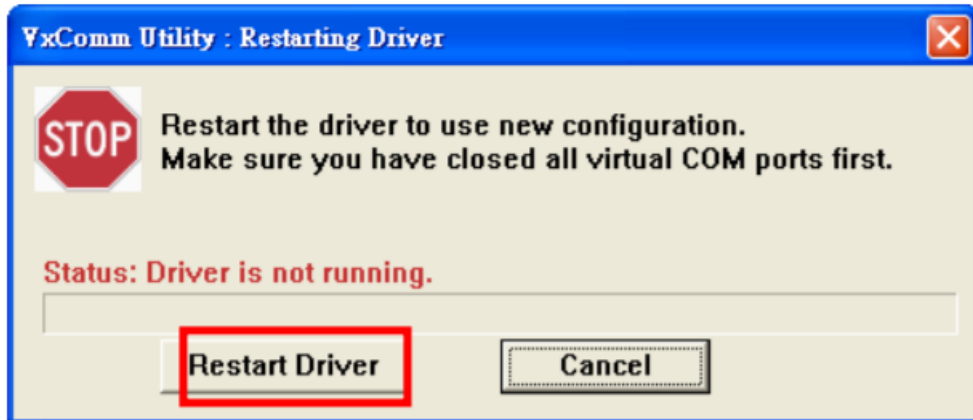 VxComm Utility : Restarting Driver
STOP
Restart the driver to use new configuration.
Make sure you have closed all virtual COM ports first.
Status: Driver is not running.
Restart Driver
Cancel